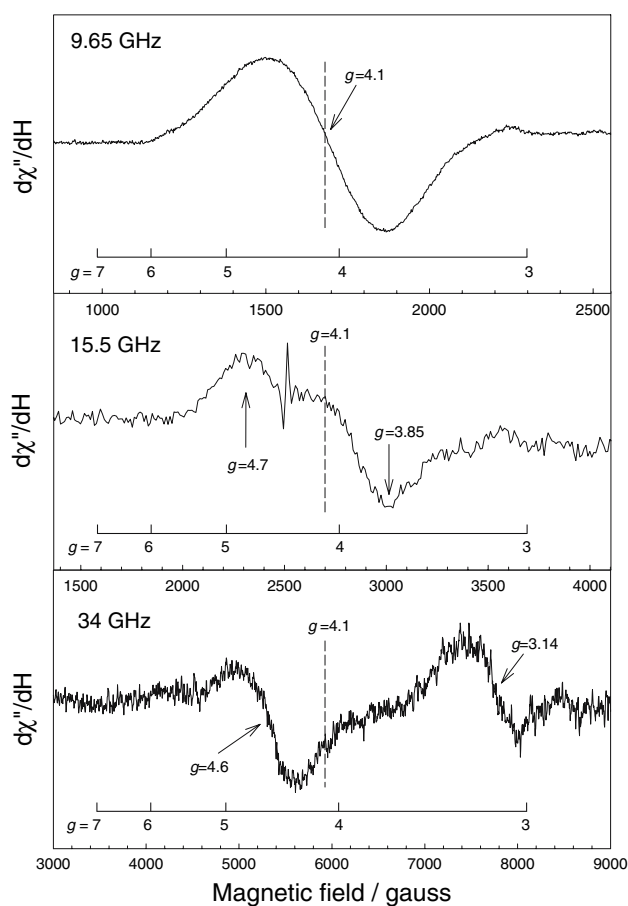 9.65 GHz
g=4.1
dχ"/dH
g = 7 6 5 4 3
1000 1500 2000 2500
15.5 GHz
g=4.1
g=3.85
g=4.7
dχ"/dH
g = 7 6 5 4 3
1500 2000 2500 3000 3500 4000
34 GHz
g=4.1
g=3.14
g=4.6
dχ"/dH
g = 7 6 5 4 3
3000 4000 5000 6000 7000 8000 9000
Magnetic field / gauss